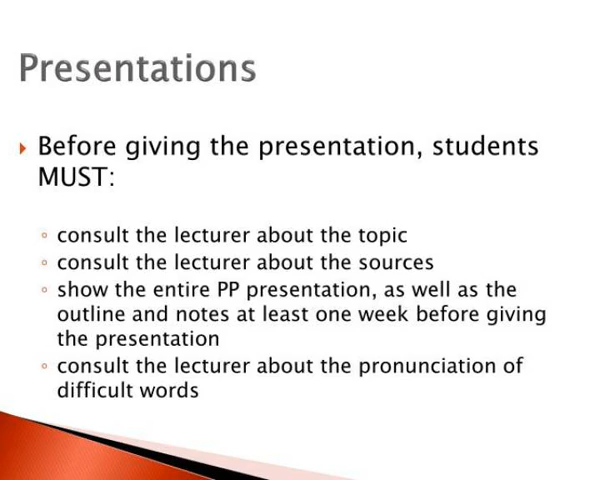 Presentations
Before giving the presentation, students
MUST:
consult the lecturer about the topic
consult the lecturer about the sources
show the entire PP presentation, as well as the
outline and notes at least one week before giving
the presentation
consult the lecturer about the pronunciation of
difficult words